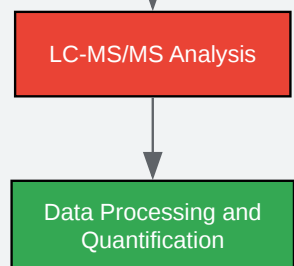 LC-MS/MS Analysis
Data Processing and
Quantification